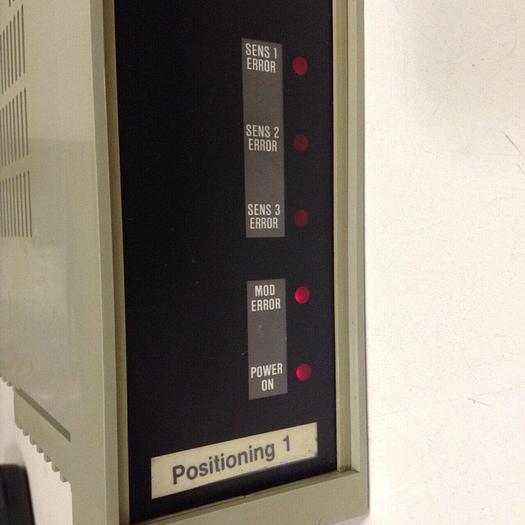 SENS 1
ERROR
SENS 2
ERROR
SENS 3
ERROR
MOD
ERROR
POWER
ON
Positioning 1